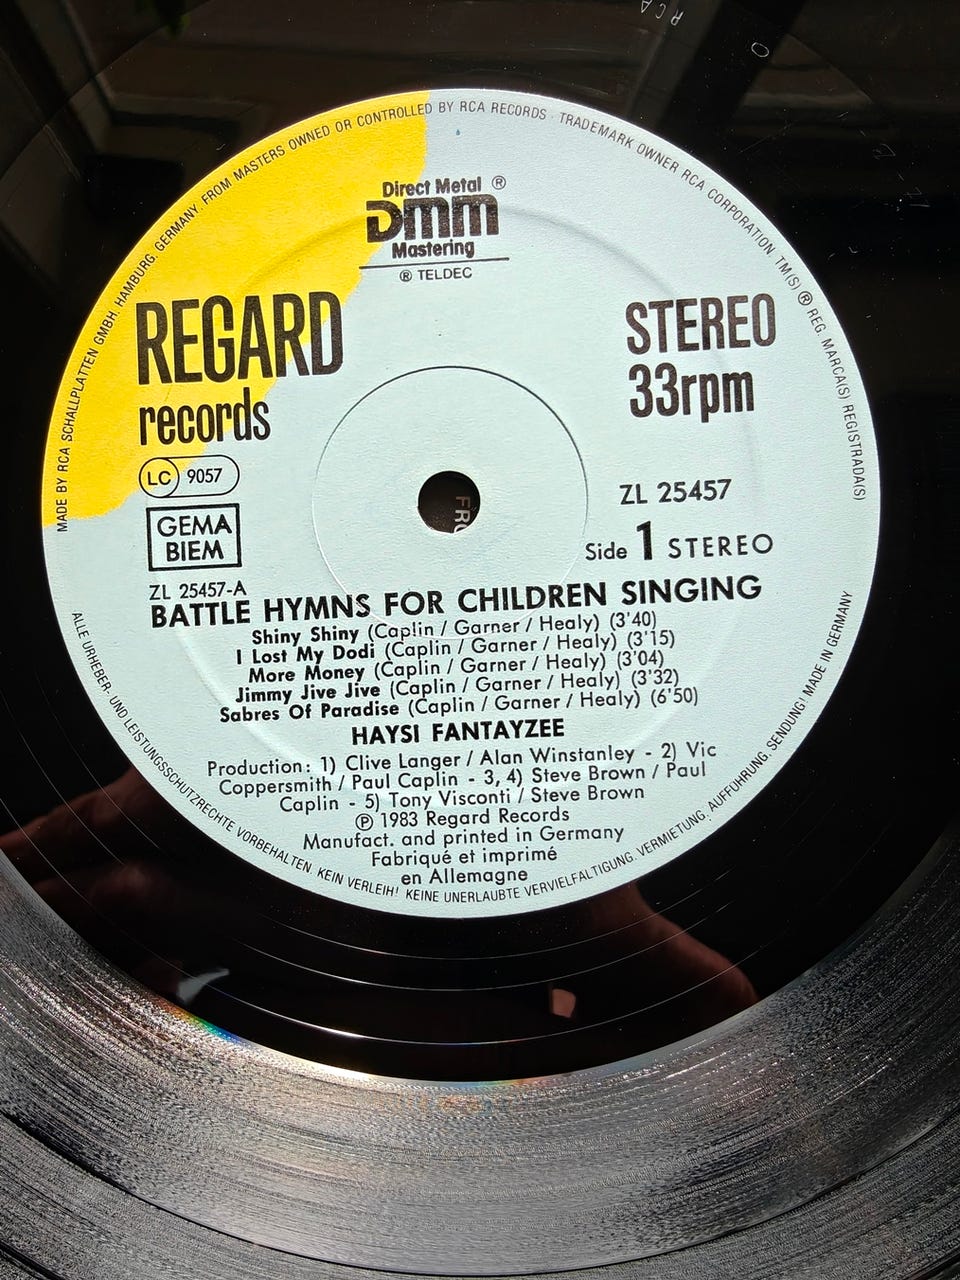 RCA
O
MADE BY RCA SCHALLPLATTEN GMBH. HAMBURG. GERMANY. FROM MASTERS OWNED OR CONTROLLED BY RCA RECORDS · TRADEMARK OWNER RCA CORPORATION TM(S) ® REG. MARCA(S) REGISTRADA(S)
Direct Metal ®
DMM
Mastering
® TELDEC
REGARD
records
STEREO
33rpm
LC 9057
GEMA
BIEM
ZL 25457
Side 1 STEREO
ZL 25457-A
BATTLE HYMNS FOR CHILDREN SINGING
Shiny Shiny (Caplin / Garner / Healy) (3'40)
I Lost My Dodi (Caplin / Garner / Healy) (3'15)
More Money (Caplin / Garner / Healy) (3'04)
Jimmy Jive Jive (Caplin / Garner / Healy) (3'32)
Sabres Of Paradise (Caplin / Garner / Healy) (6'50)
HAYSI FANTAYZEE
Production: 1) Clive Langer / Alan Winstanley - 2) Vic
Coppersmith / Paul Caplin - 3, 4) Steve Brown / Paul
Caplin - 5) Tony Visconti / Steve Brown
℗ 1983 Regard Records
Manufact. and printed in Germany
Fabriqué et imprimé
en Allemagne
ALLE URHEBER- UND LEISTUNGSSCHUTZRECHTE VORBEHALTEN. KEIN VERLEIH! KEINE UNERLAUBTE VERVIELFALTIGUNG. VERMIETUNG. AUFFUHRUNG. SENDUNG! MADE IN GERMANY